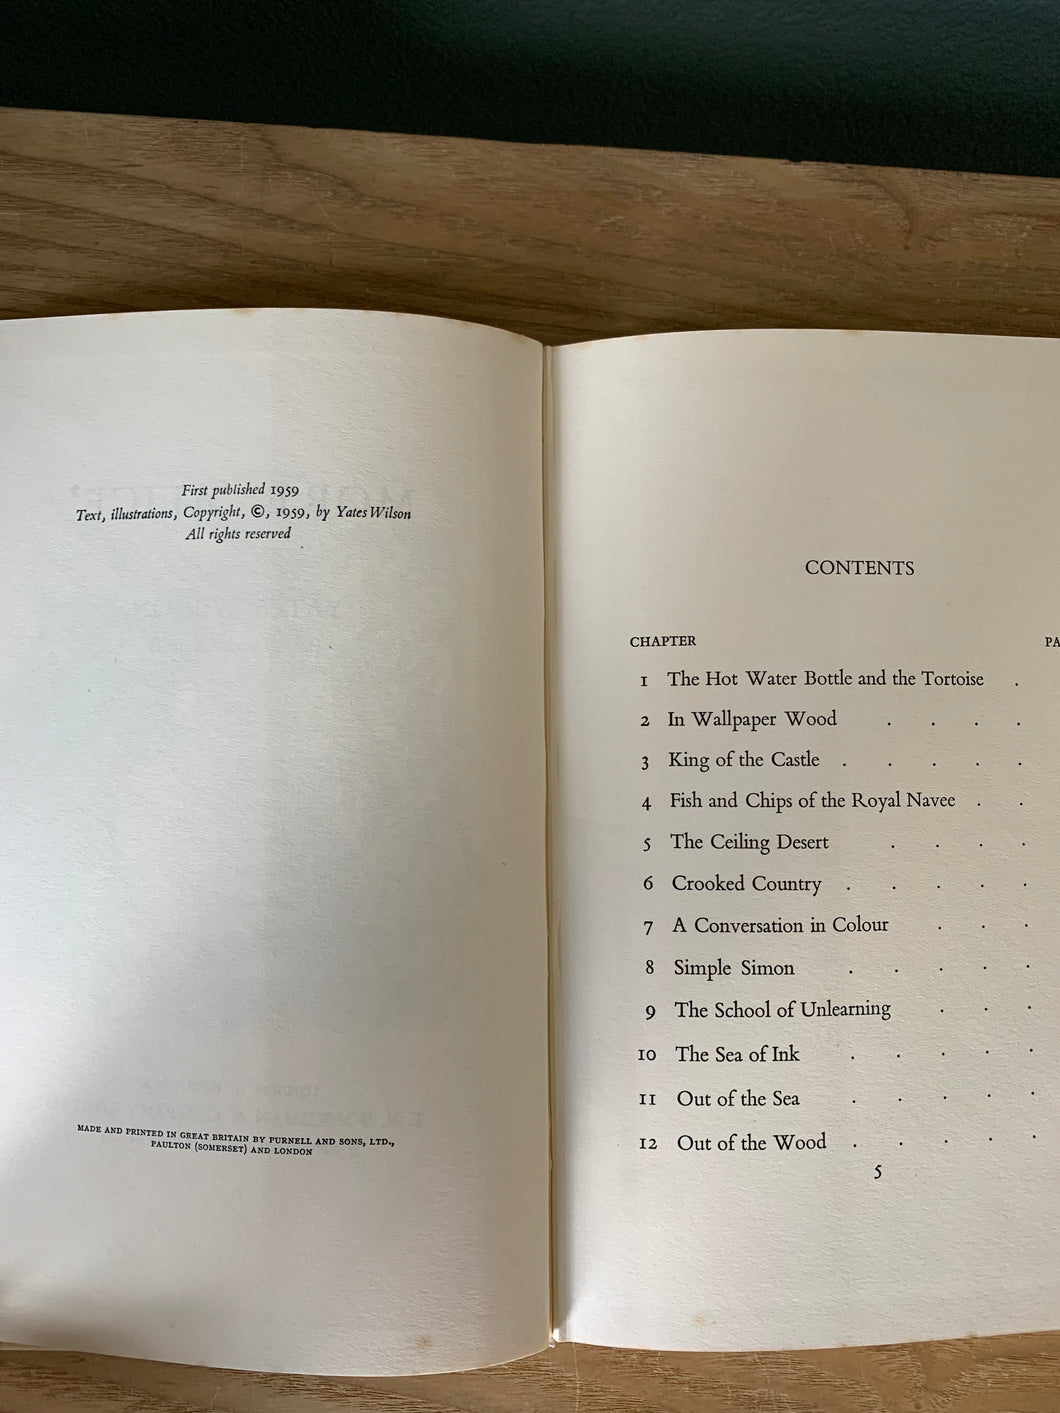 First published 1959
Text, illustrations, Copyright, ©, 1959, by Yates Wilson
All rights reserved
MADE AND PRINTED IN GREAT BRITAIN BY PURNELL AND SONS, LTD.,
PAULTON (SOMERSET) AND LONDON
CONTENTS
CHAPTER PA
1 The Hot Water Bottle and the Tortoise .
2 In Wallpaper Wood . . . .
3 King of the Castle . . . . .
4 Fish and Chips of the Royal Navee . .
5 The Ceiling Desert . . . .
6 Crooked Country . . . . .
7 A Conversation in Colour . . .
8 Simple Simon . . . . .
9 The School of Unlearning . . .
10 The Sea of Ink . . . . .
11 Out of the Sea . . . . .
12 Out of the Wood . . . . .
5